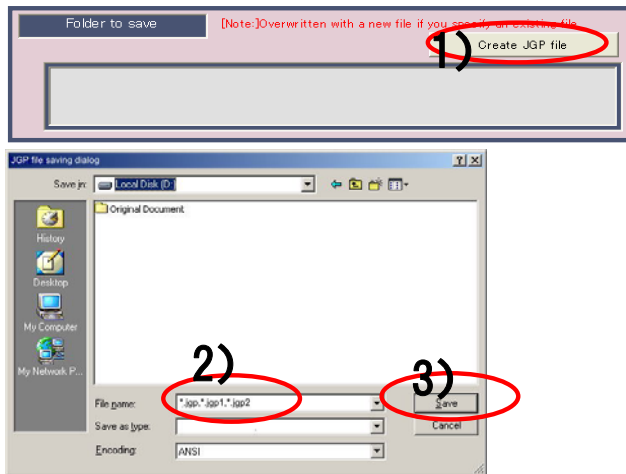 Folder to save
[Note:]Overwritten with a new file if you specify an existing file
1)
Create JGP file
JGP file saving dialog
Save in:
Local Disk (D:)
Original Document
History
Desktop
My Computer
My Network P...
2)
3)
File name:
*.jgp,*.jgp1,*.jgp2
Save
Save as type:
Cancel
Encoding:
ANSI